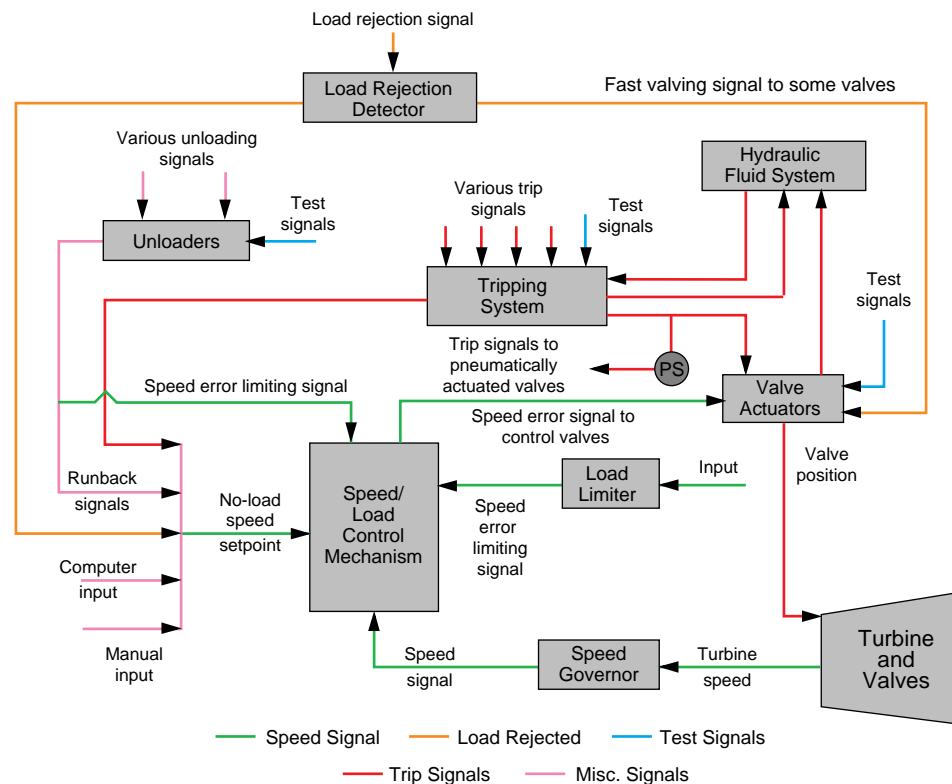 Load rejection signal
Load Rejection
Detector
Fast valving signal to some valves
Various unloading
signals
Hydraulic
Fluid System
Various trip
signals
Test
signals
Test
signals
Unloaders
Tripping
System
Test
signals
Trip signals to
pneumatically
actuated valves
PS
Valve
Actuators
Speed error limiting signal
Speed error signal to
control valves
Valve
position
Runback
signals
No-load
speed
setpoint
Speed/
Load
Control
Mechanism
Load
Limiter
Input
Speed
error
limiting
signal
Computer
input
Manual
input
Speed
signal
Speed
Governor
Turbine
speed
Turbine
and
Valves
Speed Signal
Load Rejected
Test Signals
Trip Signals
Misc. Signals